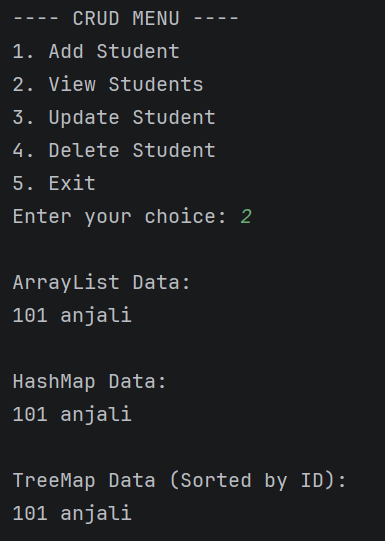 ---- CRUD MENU ----
1. Add Student
2. View Students
3. Update Student
4. Delete Student
5. Exit
Enter your choice: 2
ArrayList Data:
101 anjali
HashMap Data:
101 anjali
TreeMap Data (Sorted by ID):
101 anjali